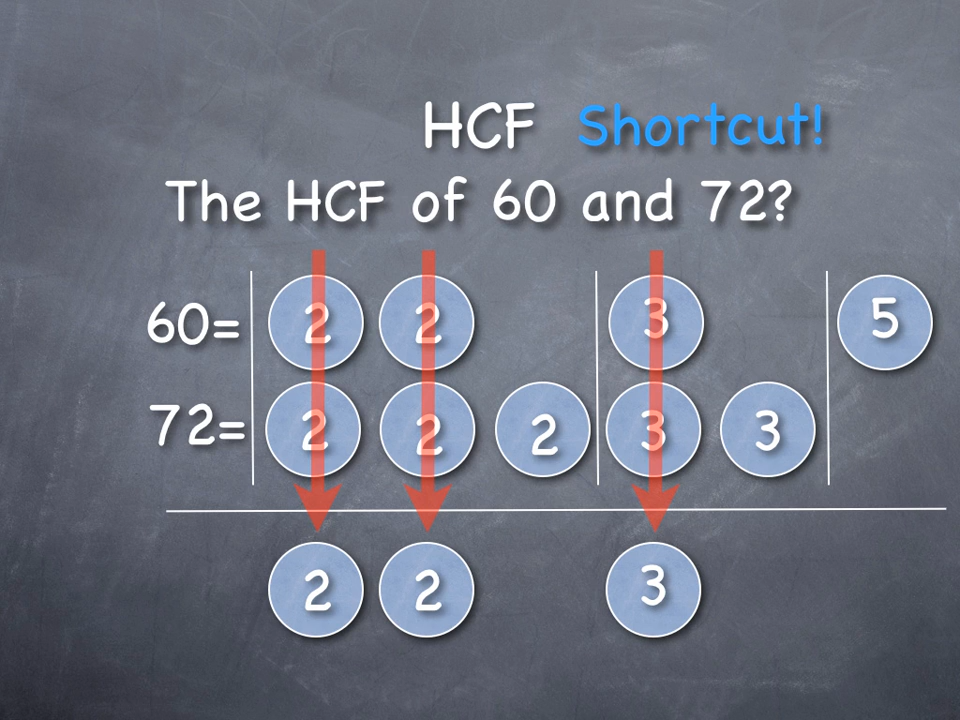 HCF Shortcut!
The HCF of 60 and 72?
60= 2 2 3 5
72= 2 2 2 3 3
2 2 3